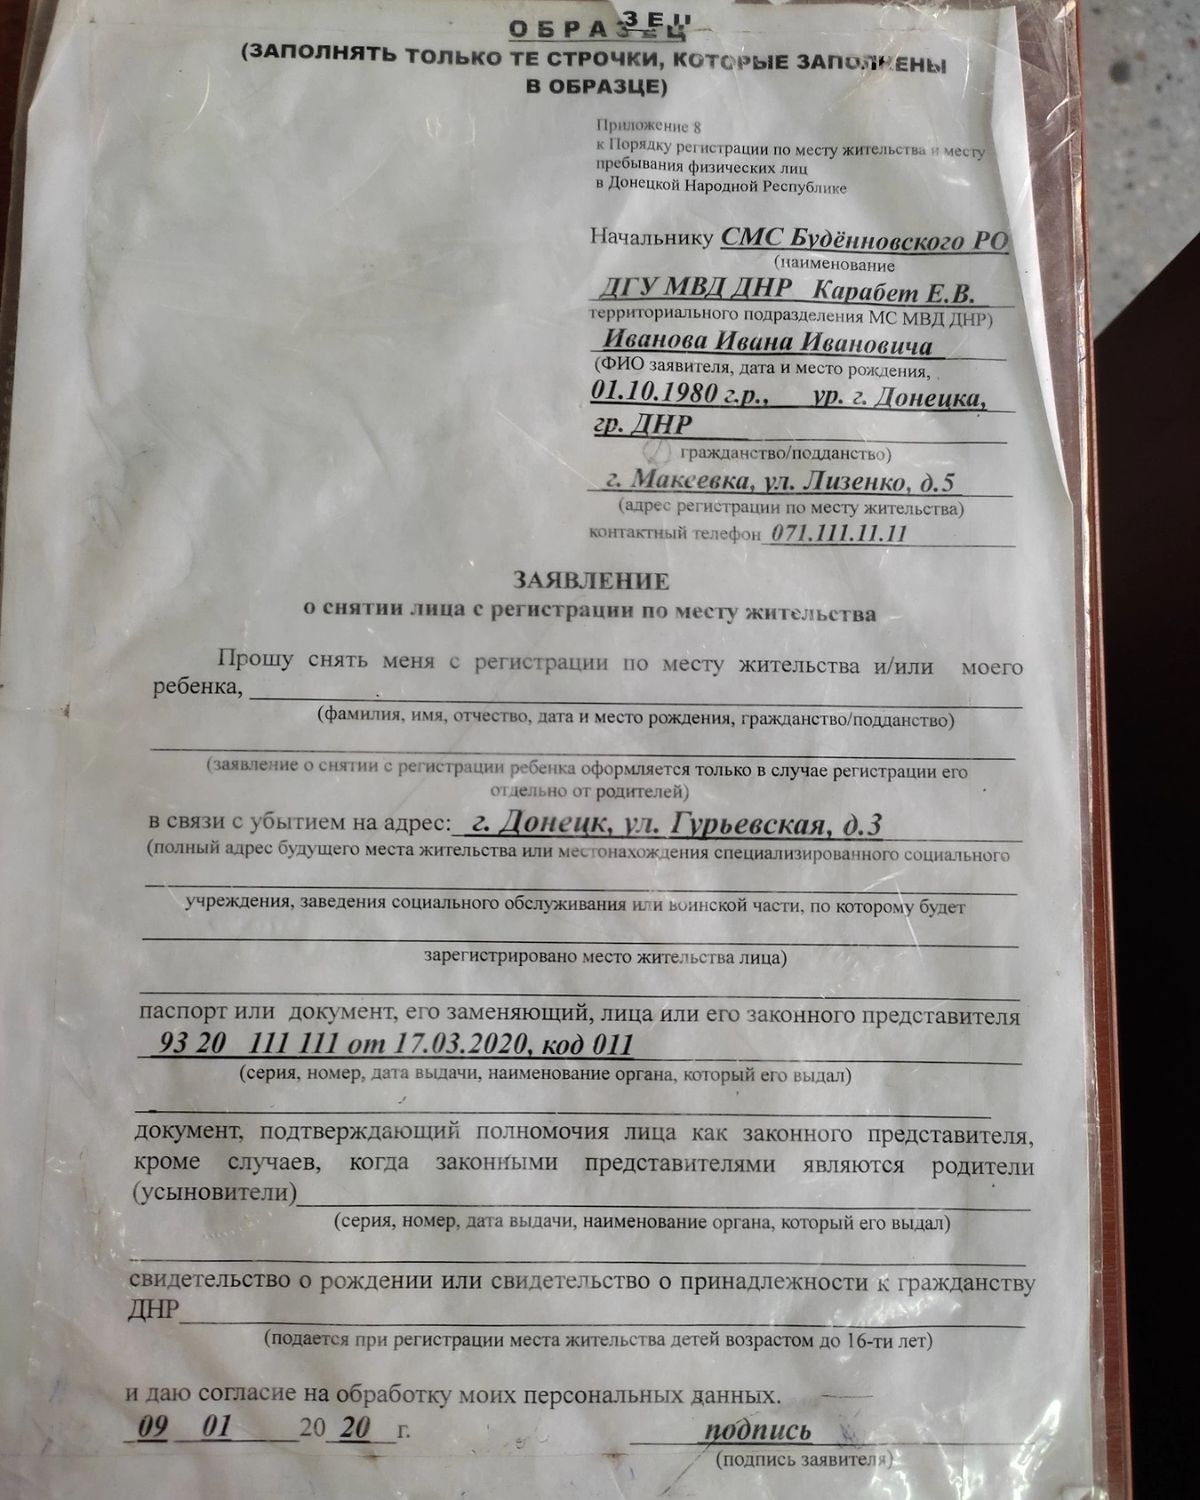 ОБРАЗЕЦ
(ЗАПОЛНЯТЬ ТОЛЬКО ТЕ СТРОЧКИ, КОТОРЫЕ ЗАПОЛНЕНЫ
В ОБРАЗЦЕ)
Приложение 8
к Порядку регистрации по месту жительства и месту
пребывания физических лиц
в Донецкой Народной Республике
Начальнику СМС Будённовского РО
(наименование
ДГУ МВД ДНР Карабет Е.В.
территориального подразделения МС МВД ДНР)
Иванова Ивана Ивановича
(ФИО заявителя, дата и место рождения,
01.10.1980 г.р., ур. г. Донецка,
гр. ДНР
гражданство/подданство)
г. Макеевка, ул. Лизенко, д.5
(адрес регистрации по месту жительства)
контактный телефон 071.111.11.11
ЗАЯВЛЕНИЕ
о снятии лица с регистрации по месту жительства
Прошу снять меня с регистрации по месту жительства и/или моего
ребенка,
(фамилия, имя, отчество, дата и место рождения, гражданство/подданство)
(заявление о снятии с регистрации ребенка оформляется только в случае регистрации его
отдельно от родителей)
в связи с убытием на адрес: г. Донецк, ул. Гурьевская, д.3
(полный адрес будущего места жительства или местонахождения специализированного социального
учреждения, заведения социального обслуживания или воинской части, по которому будет
зарегистрировано место жительства лица)
паспорт или документ, его заменяющий, лица или его законного представителя
93 20 111 111 от 17.03.2020, код 011
(серия, номер, дата выдачи, наименование органа, который его выдал)
документ, подтверждающий полномочия лица как законного представителя,
кроме случаев, когда законными представителями являются родители
(усыновители)
(серия, номер, дата выдачи, наименование органа, который его выдал)
свидетельство о рождении или свидетельство о принадлежности к гражданству
ДНР
(подается при регистрации места жительства детей возрастом до 16-ти лет)
и даю согласие на обработку моих персональных данных.
09 01 20 20 г. подпись
(подпись заявителя)